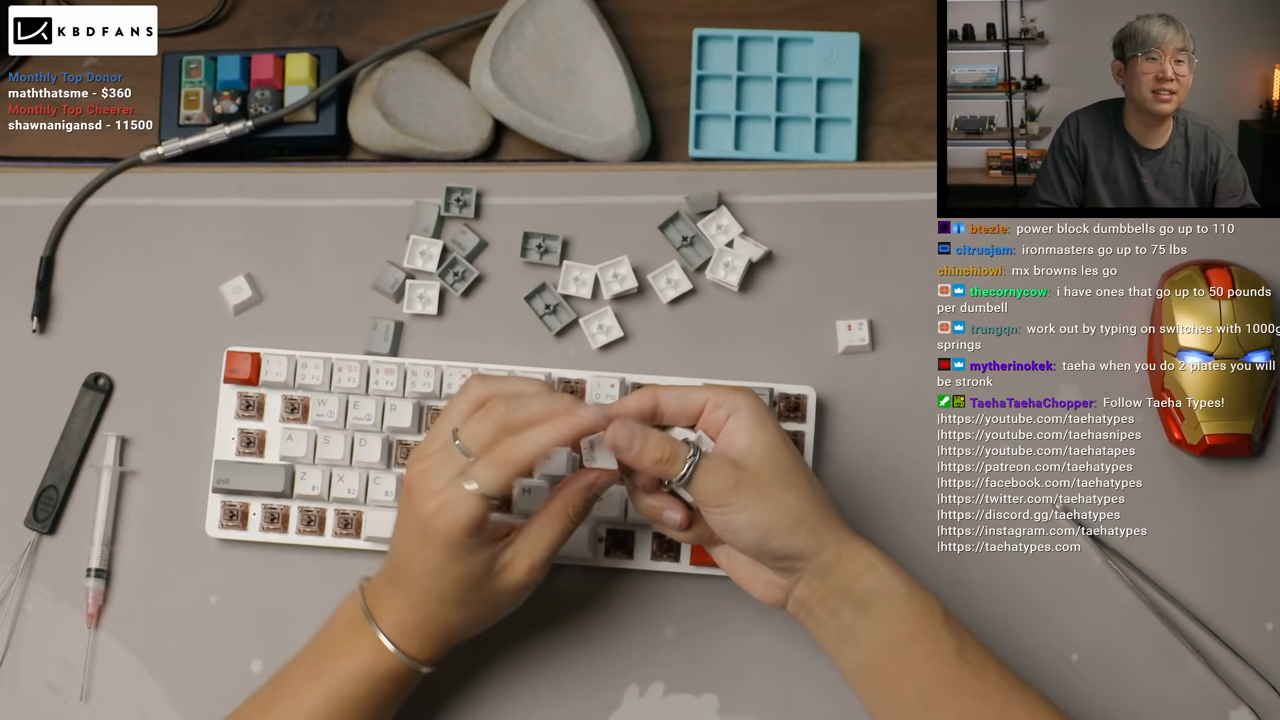 KBDFANS
Monthly Top Donor
maththatsme - $360
Monthly Top Cheerer
shawnanigansd - 11500
btezie: power block dumbbells go up to 110
citrusjam: ironmasters go up to 75 lbs
chinchiowl: mx browns les go
thecornycow: i have ones that go up to 50 pounds
per dumbell
trungqn: work out by typing on switches with 1000g
springs
mytherinokek: taeha when you do 2 plates you will
be stronk
TaehaTaehaChopper: Follow Taeha Types!
|https://youtube.com/taehatypes
|https://youtube.com/taehasnipes
|https://youtube.com/taehatapes
|https://patreon.com/taehatypes
|https://facebook.com/taehatypes
|https://twitter.com/taehatypes
|https://discord.gg/taehatypes
|https://instagram.com/taehatypes
|https://taehatypes.com
W E R
A S D
shift Z X C M